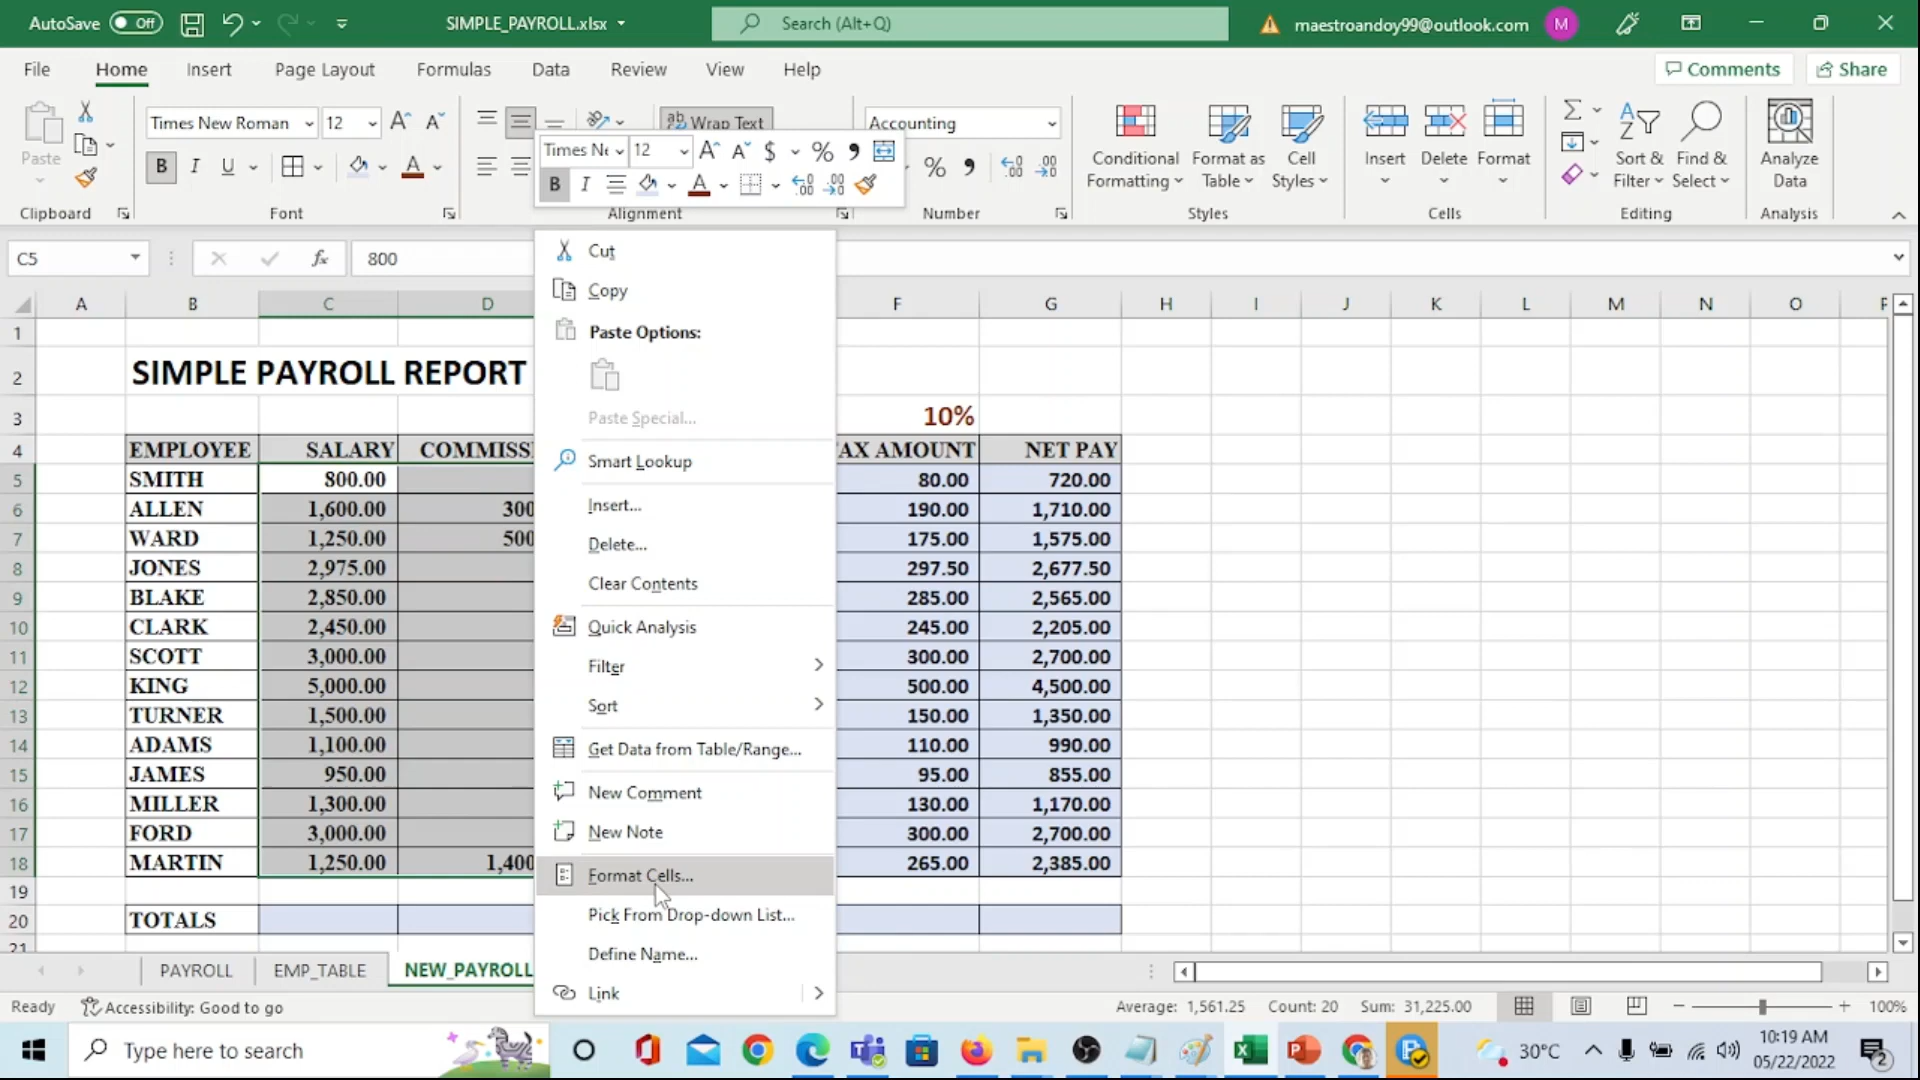 AutoSave Off SIMPLE_PAYROLL.xlsx Search (Alt+Q) maestroandoy99@outlook.com M
File Home Insert Page Layout Formulas Data Review View Help Comments Share
Times New Roman 12 Wrap Text Accounting
Paste Conditional Formatting Format as Table Cell Styles Insert Delete Format Sort & Filter Find & Select Analyze Data
12 $ %
B I U A % B I A
Clipboard Font Alignment Number Styles Cells Editing Analysis
C5 fx 800
A B C D F G H I J K L M N O
1
2 SIMPLE PAYROLL REPORT
3 10%
4 EMPLOYEE SALARY NET PAY
5 SMITH 800.00 80.00 720.00
6 ALLEN 1,600.00 190.00 1,710.00
7 WARD 1,250.00 175.00 1,575.00
8 JONES 2,975.00 297.50 2,677.50
9 BLAKE 2,850.00 285.00 2,565.00
10 CLARK 2,450.00 245.00 2,205.00
11 SCOTT 3,000.00 300.00 2,700.00
12 KING 5,000.00 500.00 4,500.00
13 TURNER 1,500.00 150.00 1,350.00
14 ADAMS 1,100.00 110.00 990.00
15 JAMES 950.00 95.00 855.00
16 MILLER 1,300.00 130.00 1,170.00
17 FORD 3,000.00 300.00 2,700.00
18 MARTIN 1,250.00 265.00 2,385.00
19
20 TOTALS
Cut
Copy
Paste Options:
Paste Special...
Smart Lookup
Insert...
Delete...
Clear Contents
Quick Analysis
Filter
Sort
Get Data from Table/Range...
New Comment
New Note
Format Cells...
Pick From Drop-down List...
Define Name...
Link
PAYROLL EMP_TABLE NEW_PAYROLL
Ready Accessibility: Good to go Average: 1,561.25 Count: 20 Sum: 31,225.00 100%
Type here to search 30°C 10:19 AM
05/22/2022 2